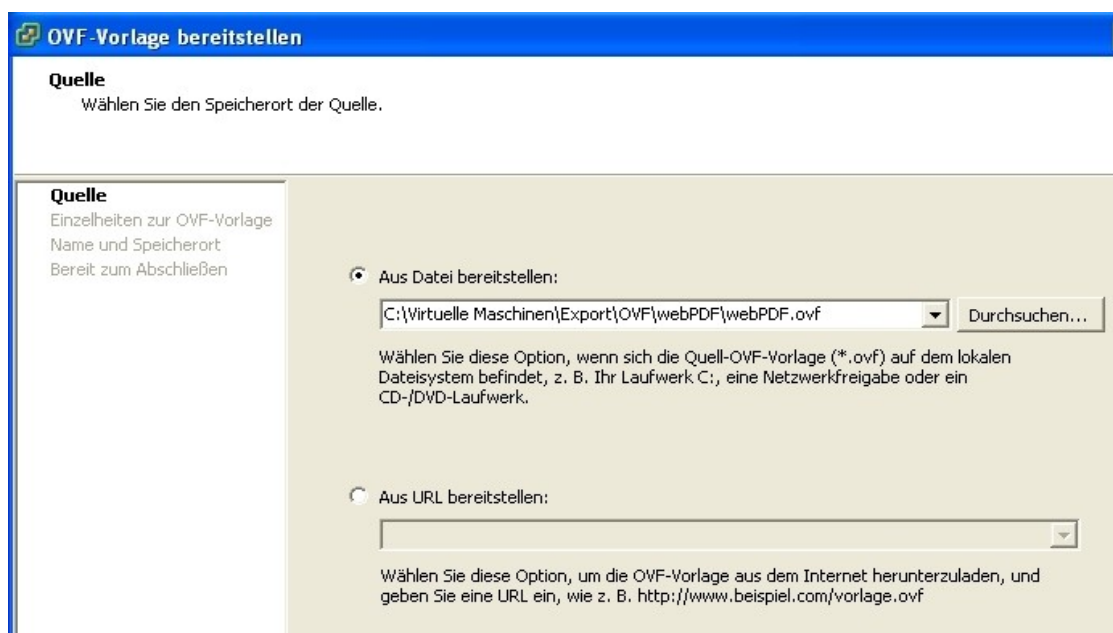 OVF-Vorlage bereitstellen
Quelle
Wählen Sie den Speicherort der Quelle.
Quelle
Einzelheiten zur OVF-Vorlage
Name und Speicherort
Bereit zum Abschließen
Aus Datei bereitstellen:
C:\Virtuelle Maschinen\Export\OVF\webPDF\webPDF.ovf
Durchsuchen...
Wählen Sie diese Option, wenn sich die Quell-OVF-Vorlage (*.ovf) auf dem lokalen
Dateisystem befindet, z. B. Ihr Laufwerk C:, eine Netzwerkfreigabe oder ein
CD-/DVD-Laufwerk.
Aus URL bereitstellen:
Wählen Sie diese Option, um die OVF-Vorlage aus dem Internet herunterzuladen, und
geben Sie eine URL ein, wie z. B. http://www.beispiel.com/vorlage.ovf